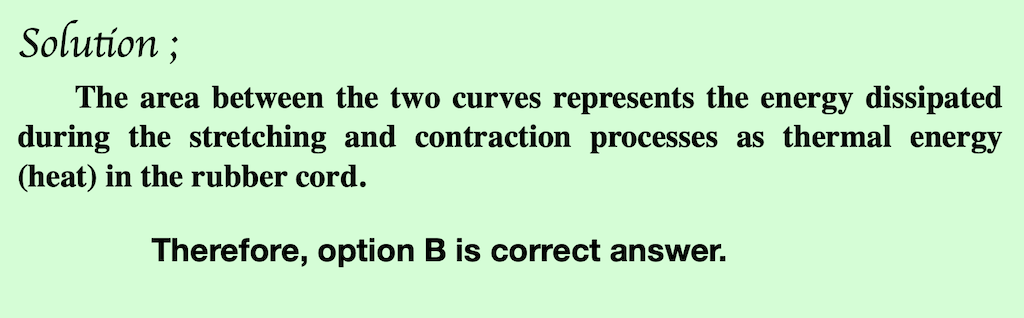 Solution ;
The area between the two curves represents the energy dissipated
during the stretching and contraction processes as thermal energy
(heat) in the rubber cord.
Therefore, option B is correct answer.